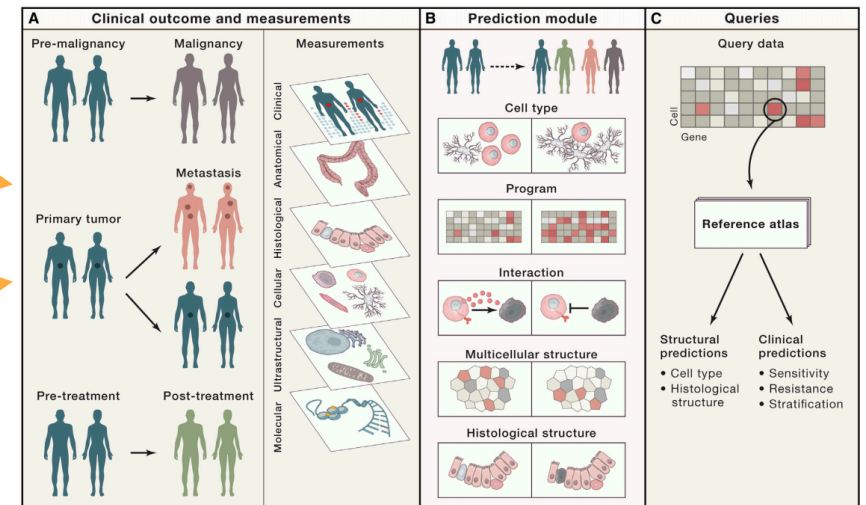 A Clinical outcome and measurements
Pre-malignancy
Malignancy
Metastasis
Primary tumor
Pre-treatment
Post-treatment
Measurements
Clinical
Anatomical
Histological
Cellular
Ultrastructural
Molecular
B Prediction module
Cell type
Program
Interaction
Multicellular structure
Histological structure
C Queries
Query data
Cell
Gene
Reference atlas
Structural
predictions
• Cell type
• Histological
structure
Clinical
predictions
• Sensitivity
• Resistance
• Stratification